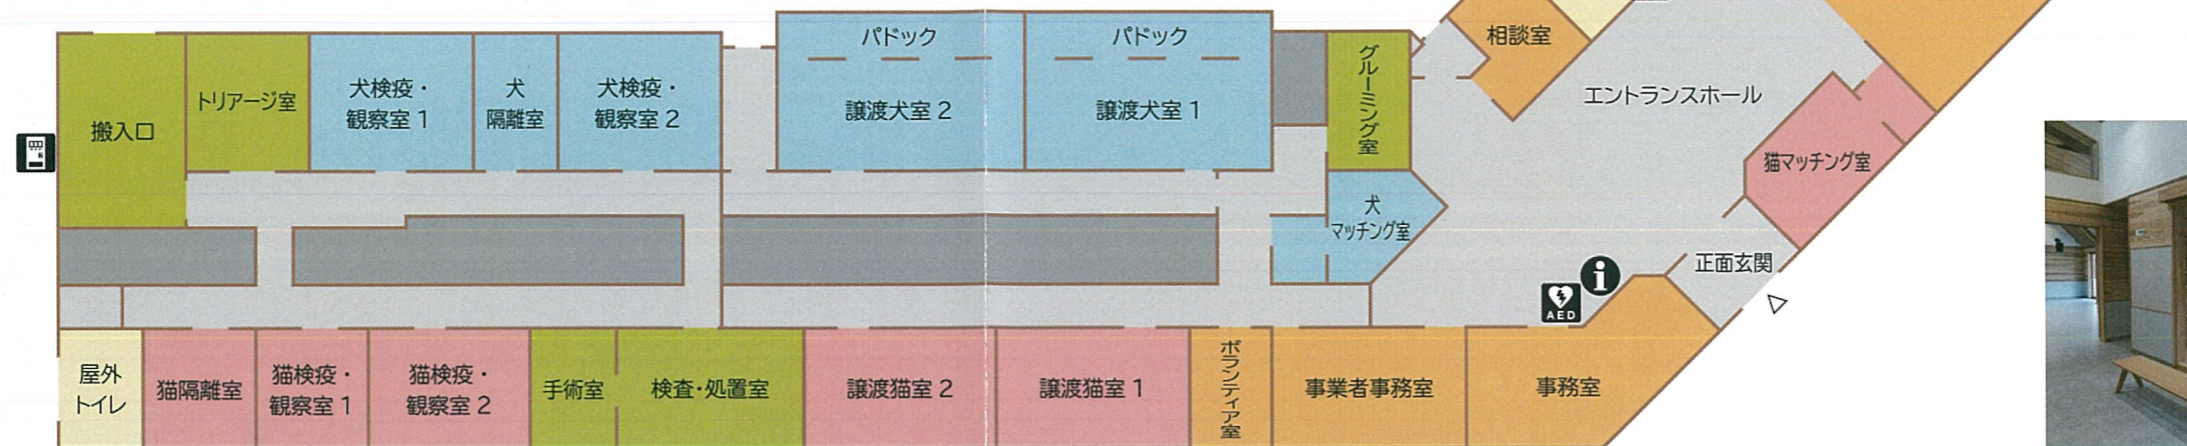 搬入口
トリアージ室
犬検疫・
観察室 1
犬
隔離室
犬検疫・
観察室 2
パドック
譲渡犬室 2
パドック
譲渡犬室 1
グルーミング室
相談室
エントランスホール
猫マッチング室
犬
マッチング室
正面玄関
i
AED
屋外
トイレ
猫隔離室
猫検疫・
観察室 1
猫検疫・
観察室 2
手術室
検査・処置室
譲渡猫室 2
譲渡猫室 1
ボランティア室
事業者事務室
事務室